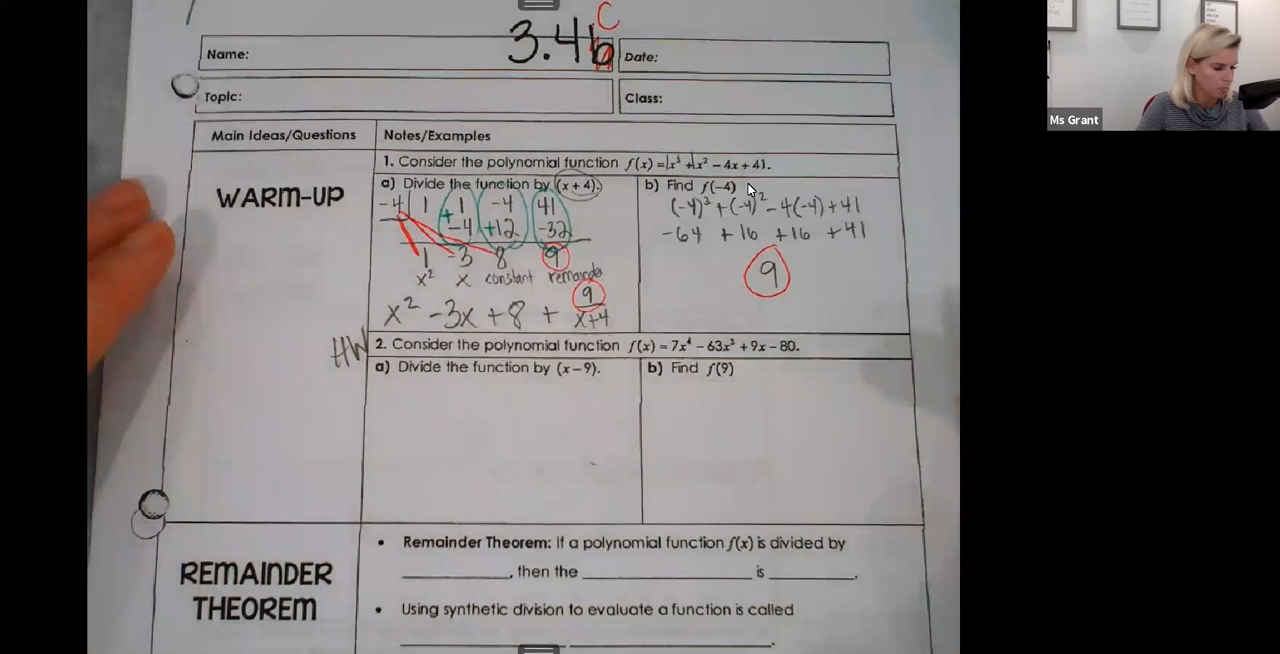 C
3.4b
Name:
Date:
Topic:
Class:
Main Ideas/Questions
Notes/Examples
WARM-UP
1. Consider the polynomial function f(x) = x³ + x² − 4x + 41.
a) Divide the function by (x + 4).
-4 1 1 -4 41
+ -4 +12 -32
1 -3 8 9
x² x constant remainder
x² - 3x + 8 + 9/x+4
b) Find f(−4)
(-4)³ + (-4)² - 4(-4) + 41
-64 + 16 + 16 + 41
9
HW
2. Consider the polynomial function f(x) = 7x⁴ − 63x³ + 9x − 80.
a) Divide the function by (x − 9).
b) Find f(9)
REMAINDER
THEOREM
• Remainder Theorem: If a polynomial function f(x) is divided by
__________, then the ________________ is ________.
• Using synthetic division to evaluate a function is called
________________ ____________________.
Ms Grant